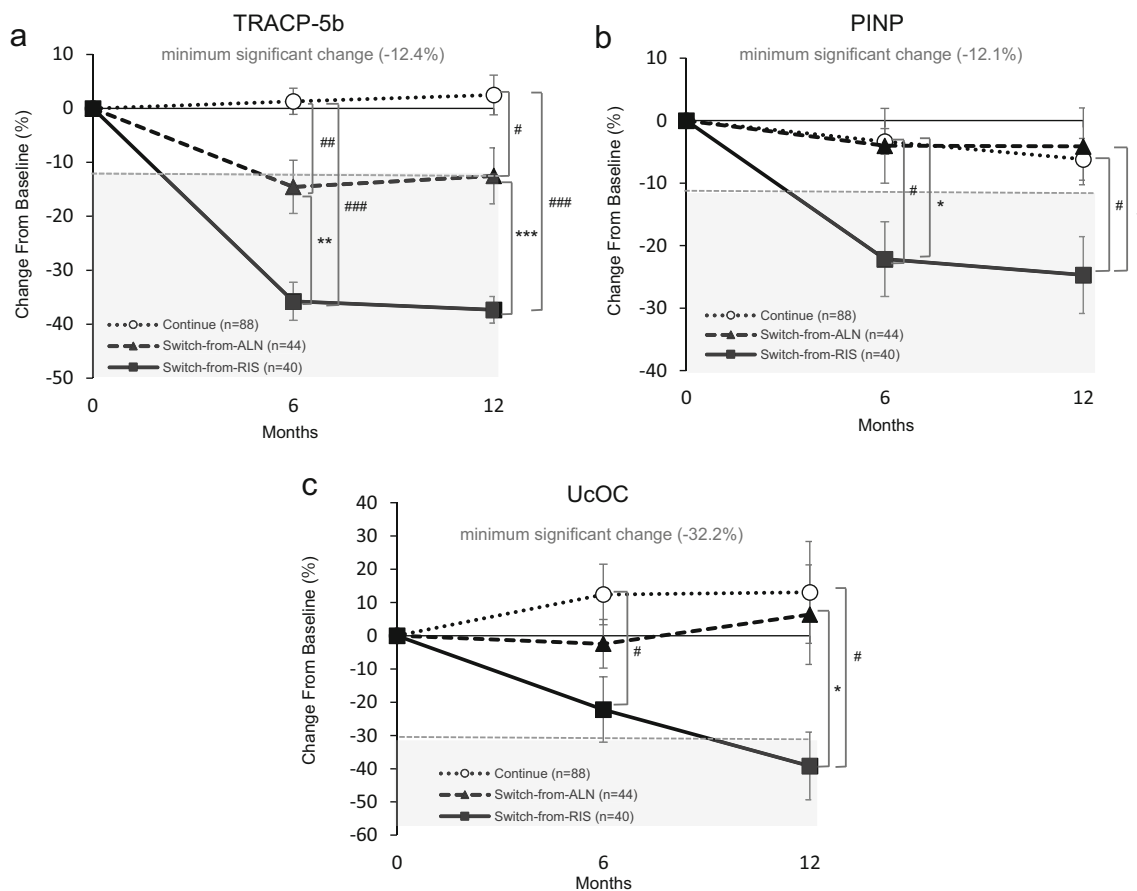 a
TRACP-5b
minimum significant change (-12.4%)
Change From Baseline (%)
10
0
-10
-20
-30
-40
-50
##
###
**
#
***
###
Continue (n=88)
Switch-from-ALN (n=44)
Switch-from-RIS (n=40)
0
6
12
Months
b
PINP
minimum significant change (-12.1%)
Change From Baseline (%)
10
0
-10
-20
-30
-40
#
*
#
Continue (n=88)
Switch-from-ALN (n=44)
Switch-from-RIS (n=40)
0
6
12
Months
c
UcOC
minimum significant change (-32.2%)
Change From Baseline (%)
40
30
20
10
0
-10
-20
-30
-40
-50
-60
#
*
#
Continue (n=88)
Switch-from-ALN (n=44)
Switch-from-RIS (n=40)
0
6
12
Months